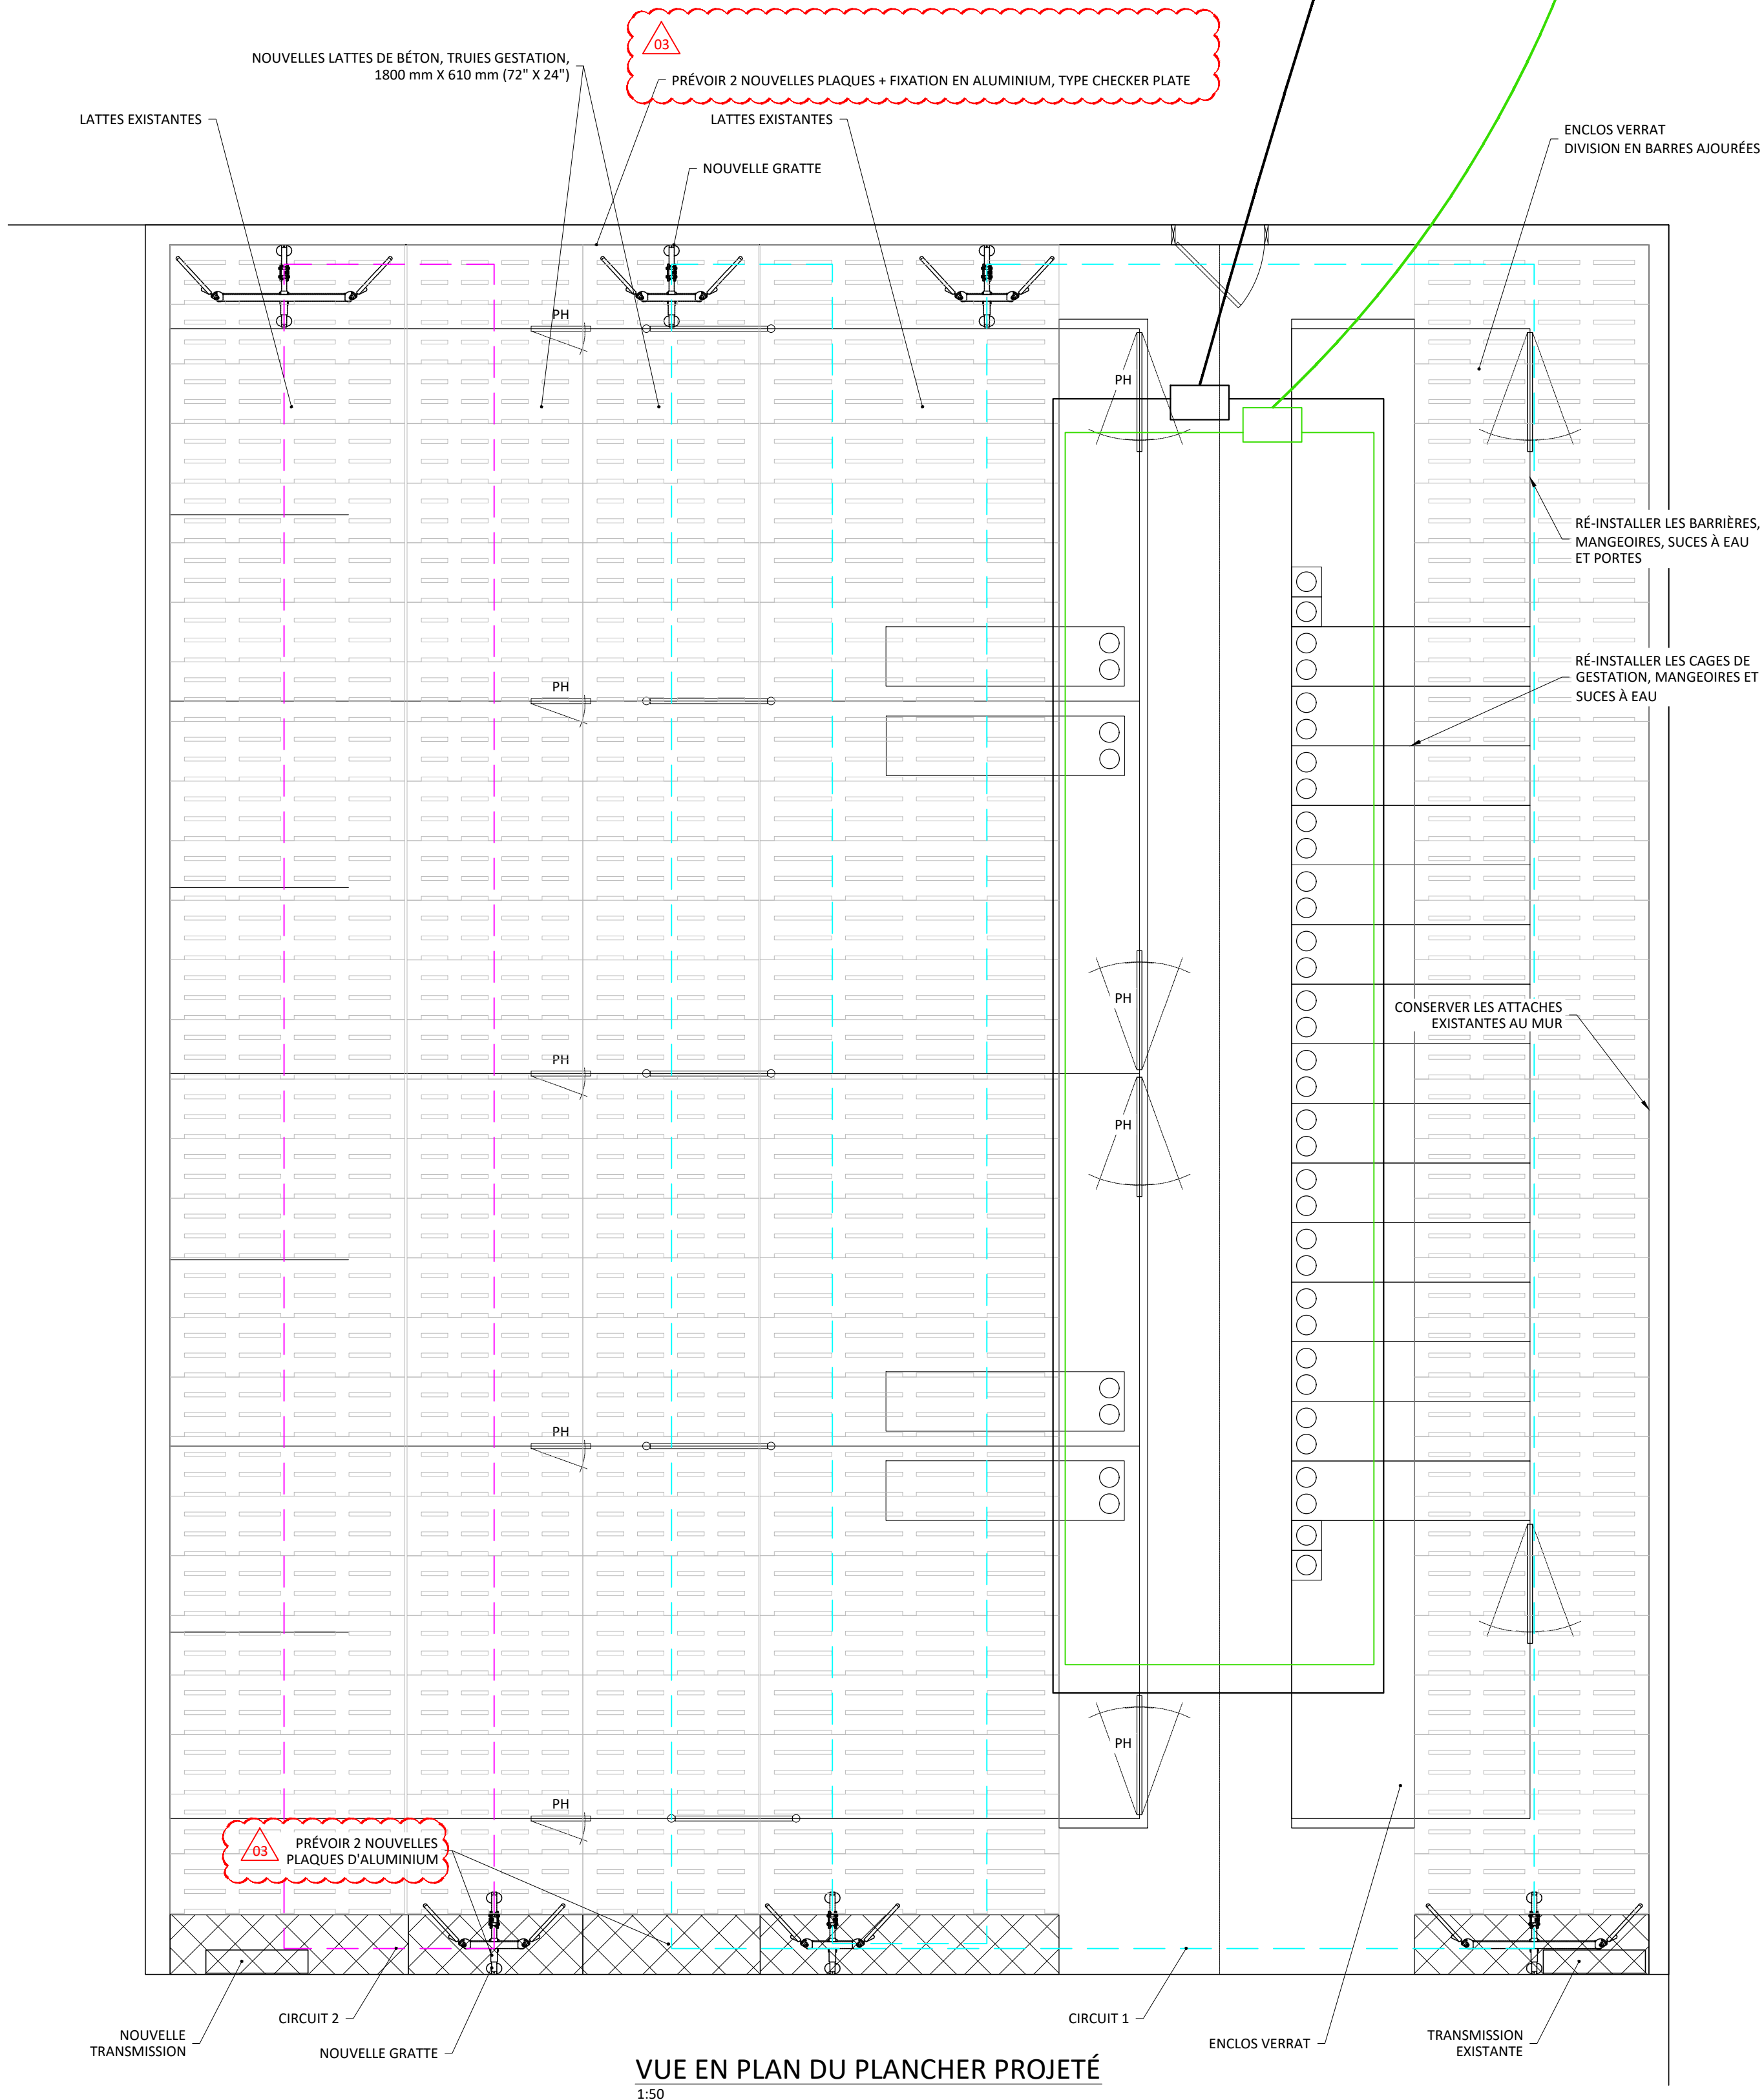 03
NOUVELLES LATTES DE BÉTON, TRUIES GESTATION,
1800 mm X 610 mm (72" X 24")
PRÉVOIR 2 NOUVELLES PLAQUES + FIXATION EN ALUMINIUM, TYPE CHECKER PLATE
LATTES EXISTANTES
LATTES EXISTANTES
ENCLOS VERRAT
DIVISION EN BARRES AJOURÉES
NOUVELLE GRATTE
PH
PH
RÉ-INSTALLER LES BARRIÈRES,
MANGEOIRES, SUCES À EAU
ET PORTES
RÉ-INSTALLER LES CAGES DE
GESTATION, MANGEOIRES ET
SUCES À EAU
PH
PH
CONSERVER LES ATTACHES
EXISTANTES AU MUR
PH
PH
PH
PH
PH
03
PRÉVOIR 2 NOUVELLES
PLAQUES D'ALUMINIUM
CIRCUIT 2
CIRCUIT 1
NOUVELLE
TRANSMISSION
NOUVELLE GRATTE
ENCLOS VERRAT
TRANSMISSION
EXISTANTE
VUE EN PLAN DU PLANCHER PROJETÉ
1:50